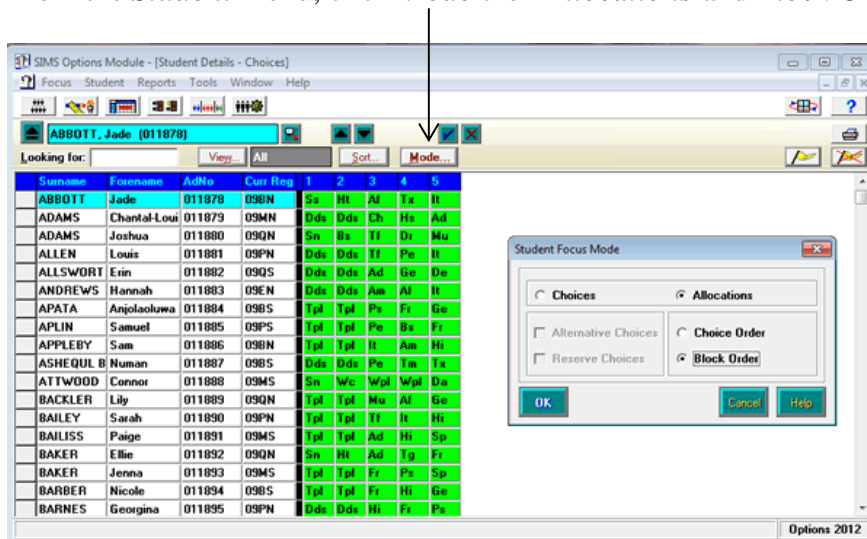 SIMS Options Module - [Student Details - Choices]
Focus Student Reports Tools Window Help
ABBOTT, Jade (011878)
Looking for: View... All Sort... Mode...
Surname Forename AdNo Curr Reg 1 2 3 4 5
ABBOTT Jade 011878 09BN Ss Ht Af Tx It
ADAMS Chantal-Loui 011879 09MN Dds Dds Ch Hs Ad
ADAMS Joshua 011880 09QN Sn Bs Tf Dr Mu
ALLEN Louis 011881 09PN Dds Dds Tf Pe It
ALLSWORT Erin 011882 09QS Dds Dds Ad Ge De
ANDREWS Hannah 011883 09EN Dds Dds Am Af It
APATA Anjolaoluwa 011884 09BS Tpl Tpl Ps Fr Ge
APLIN Samuel 011885 09PS Tpl Tpl Pe Bs Fr
APPLEBY Sam 011886 09BN Tpl Tpl It Am Hi
ASHEQUL B Numan 011887 09BS Dds Dds Pe Tm Tx
ATTWOOD Connor 011888 09MS Sn Wc Wpl Wpl Da
BACKLER Lily 011889 09QN Tpl Tpl Mu Af Ge
BAILEY Sarah 011890 09PN Tpl Tpl Tf It Hi
BAILISS Paige 011891 09MS Tpl Tpl Ad Hi Sp
BAKER Ellie 011892 09QN Sn Ht Ad Tg Fr
BAKER Jenna 011893 09MS Tpl Tpl Fr Ps Sp
BARBER Nicole 011894 09BS Tpl Tpl Fr Hi Ge
BARNES Georgina 011895 09PN Dds Dds Hi Fr Ps
Student Focus Mode
Choices Allocations
Alternative Choices Choice Order
Reserve Choices Block Order
OK Cancel Help
Options 2012